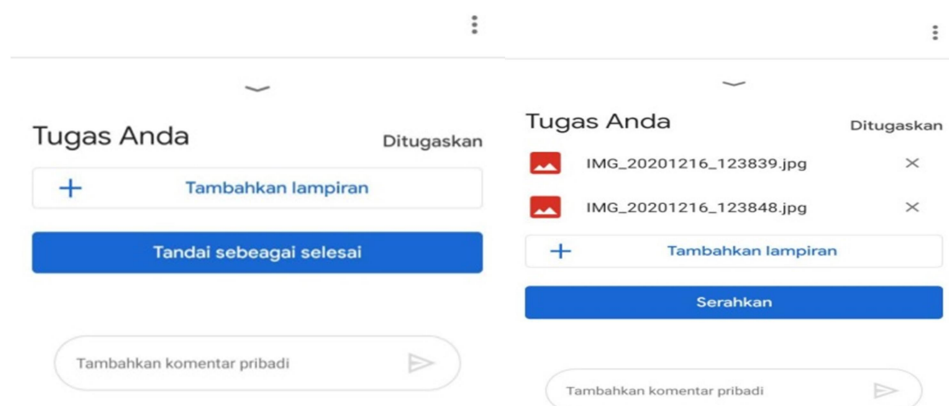 Tugas Anda
Ditugaskan
Tambahkan lampiran
Tandai sebeagai selesai
Tambahkan komentar pribadi
Tugas Anda
Ditugaskan
IMG_20201216_123839.jpg
IMG_20201216_123848.jpg
Tambahkan lampiran
Serahkan
Tambahkan komentar pribadi